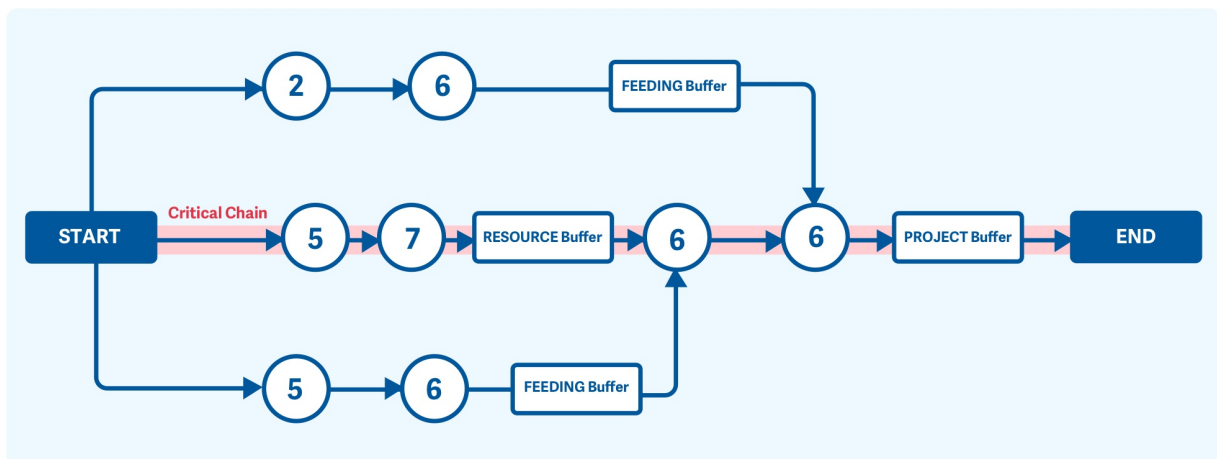 2
6
FEEDING Buffer
Critical Chain
START
5
7
RESOURCE Buffer
6
6
PROJECT Buffer
END
5
6
FEEDING Buffer